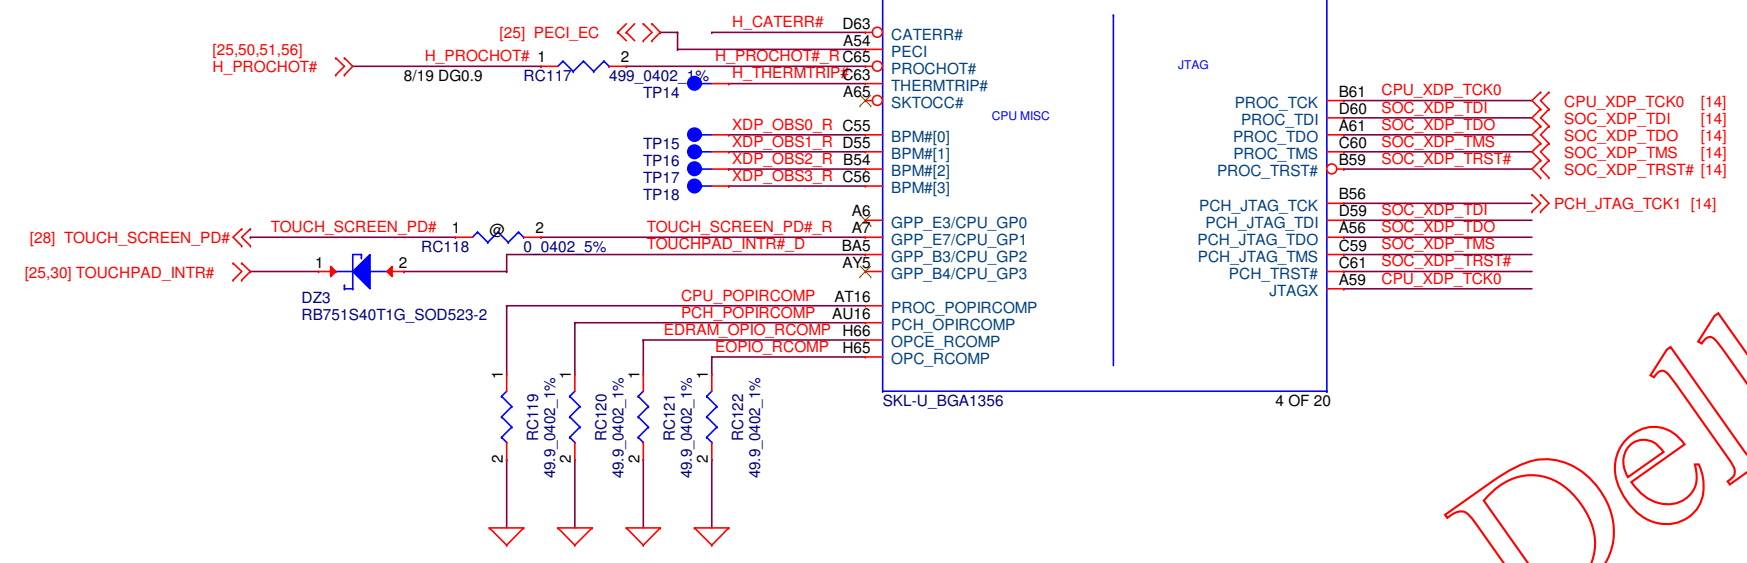 H_CATERR# D63
[25] PECI_EC
CATERR#
A54
[25,50,51,56]
H_PROCHOT# 1 2 H_PROCHOT#_R C65
PECI
H_PROCHOT#
8/19 DG0.9 RC117 499_0402_1%
PROCHOT#
JTAG
H_THERMTRIP# C63
TP14
THERMTRIP#
A65
SKTOCC#
CPU MISC
B61 CPU_XDP_TCK0
PROC_TCK
CPU_XDP_TCK0 [14]
D60 SOC_XDP_TDI
PROC_TDI
SOC_XDP_TDI [14]
A61 SOC_XDP_TDO
PROC_TDO
SOC_XDP_TDO [14]
C60 SOC_XDP_TMS
PROC_TMS
SOC_XDP_TMS [14]
B59 SOC_XDP_TRST#
PROC_TRST#
SOC_XDP_TRST# [14]
XDP_OBS0_R C55
TP15
BPM#[0]
XDP_OBS1_R D55
TP16
BPM#[1]
XDP_OBS2_R B54
TP17
BPM#[2]
XDP_OBS3_R C56
TP18
BPM#[3]
B56
PCH_JTAG_TCK
PCH_JTAG_TCK1 [14]
D59 SOC_XDP_TDI
PCH_JTAG_TDI
A56 SOC_XDP_TDO
PCH_JTAG_TDO
C59 SOC_XDP_TMS
PCH_JTAG_TMS
C61 SOC_XDP_TRST#
PCH_TRST#
A59 CPU_XDP_TCK0
JTAGX
A6
GPP_E3/CPU_GP0
TOUCH_SCREEN_PD# 1 @ 2 TOUCH_SCREEN_PD#_R A7
[28] TOUCH_SCREEN_PD#
GPP_E7/CPU_GP1
RC118 0_0402_5% TOUCHPAD_INTR#_D BA5
GPP_B3/CPU_GP2
[25,30] TOUCHPAD_INTR# 1 2
AY5
GPP_B4/CPU_GP3
DZ3
RB751S40T1G_SOD523-2
CPU_POPIRCOMP AT16
PROC_POPIRCOMP
PCH_POPIRCOMP AU16
PCH_OPIRCOMP
EDRAM_OPIO_RCOMP H66
OPCE_RCOMP
EOPIO_RCOMP H65
OPC_RCOMP
1 2 RC119 49.9_0402_1%
1 2 RC120 49.9_0402_1%
1 2 RC121 49.9_0402_1%
1 2 RC122 49.9_0402_1%
SKL-U_BGA1356 4 OF 20
Dell